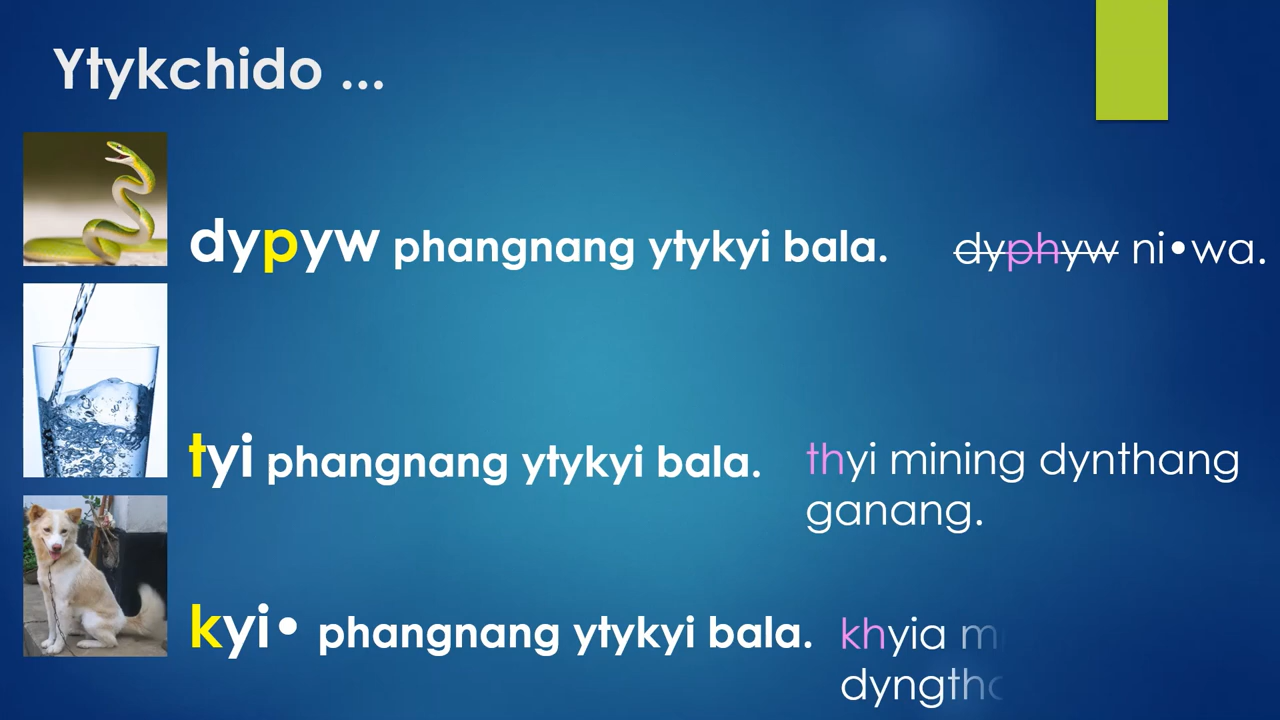 Ytykchido ...
dypyw phangnang ytykyi bala. dyphyw ni•wa.
tyi phangnang ytykyi bala. thyi mining dynthang
ganang.
kyi• phangnang ytykyi bala. khyia